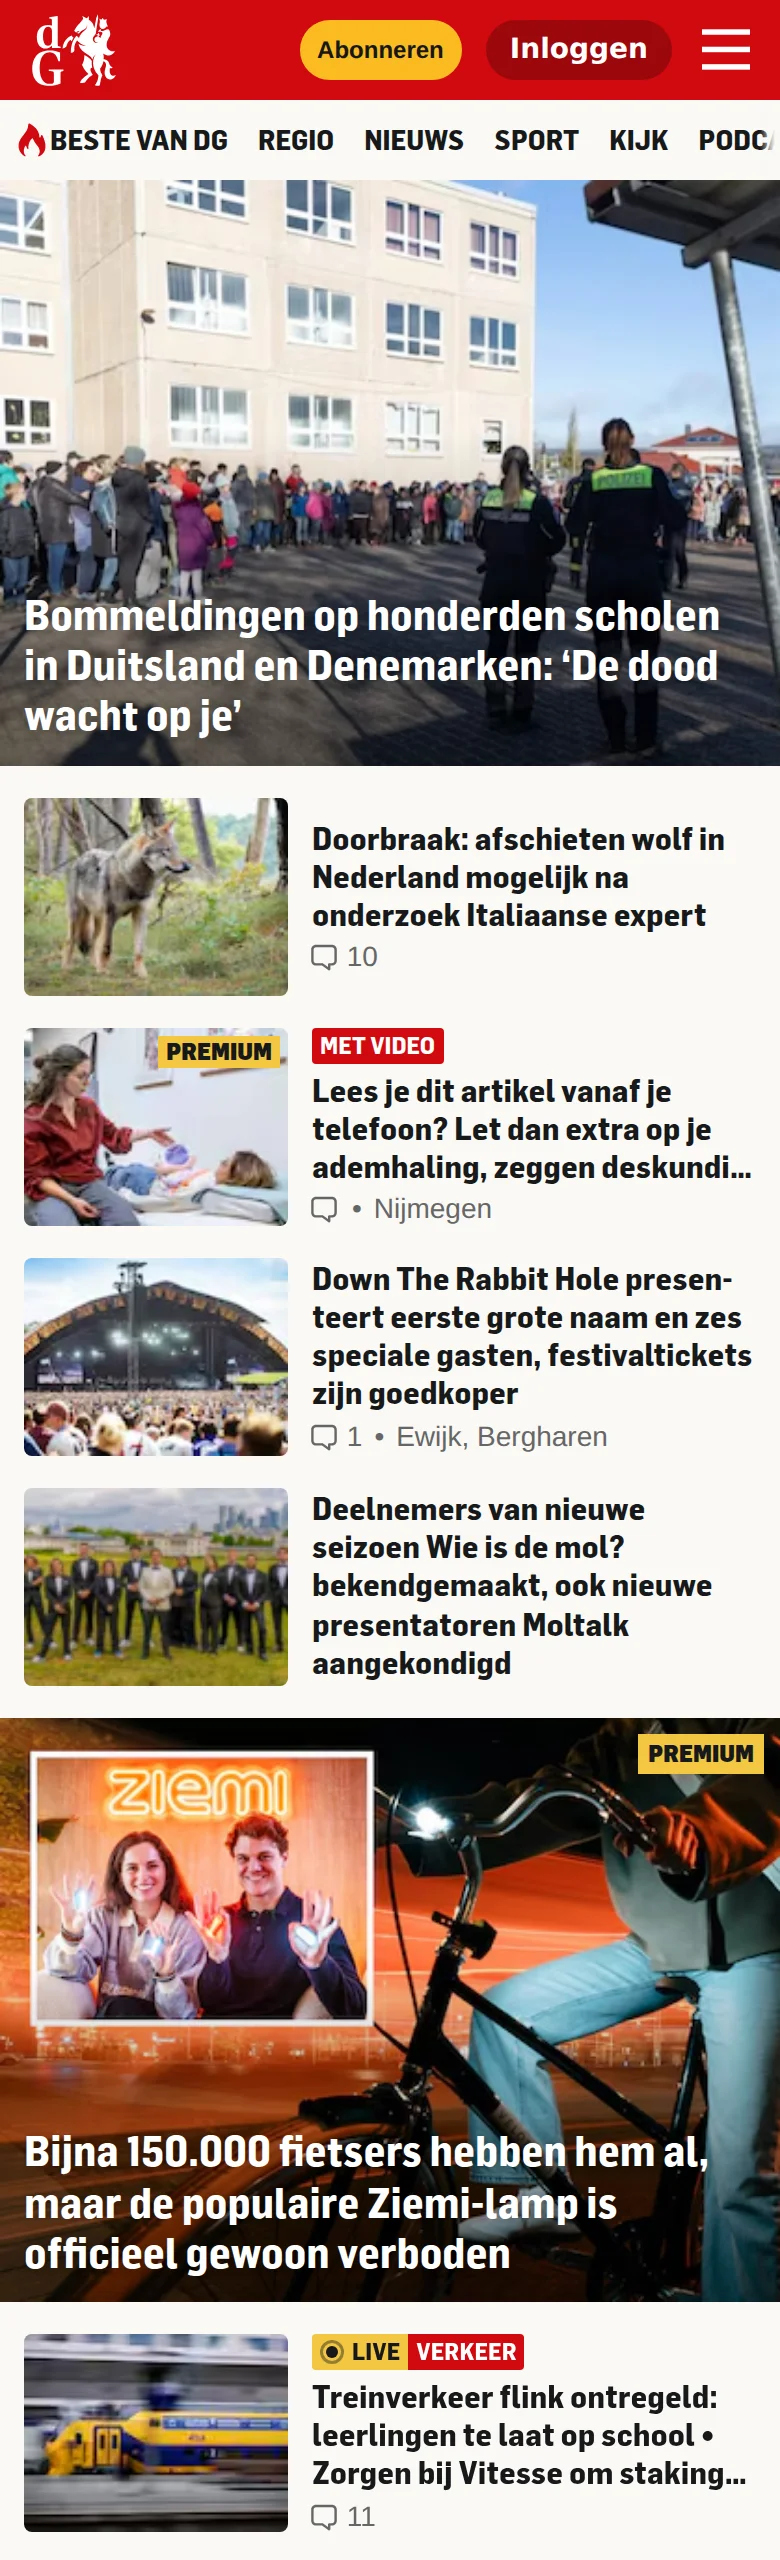 dG
Abonneren
Inloggen
BESTE VAN DG REGIO NIEUWS SPORT KIJK PODCA
POLIZEI
Bommeldingen op honderden scholen
in Duitsland en Denemarken: ‘De dood
wacht op je’
Doorbraak: afschieten wolf in
Nederland mogelijk na
onderzoek Italiaanse expert
10
PREMIUM
MET VIDEO
Lees je dit artikel vanaf je
telefoon? Let dan extra op je
ademhaling, zeggen deskundi...
• Nijmegen
Down The Rabbit Hole presen-
teert eerste grote naam en zes
speciale gasten, festivaltickets
zijn goedkoper
1 • Ewijk, Bergharen
Deelnemers van nieuwe
seizoen Wie is de mol?
bekendgemaakt, ook nieuwe
presentatoren Moltalk
aangekondigd
PREMIUM
ziemi
Bijna 150.000 fietsers hebben hem al,
maar de populaire Ziemi-lamp is
officieel gewoon verboden
LIVE VERKEER
Treinverkeer flink ontregeld:
leerlingen te laat op school •
Zorgen bij Vitesse om staking...
11